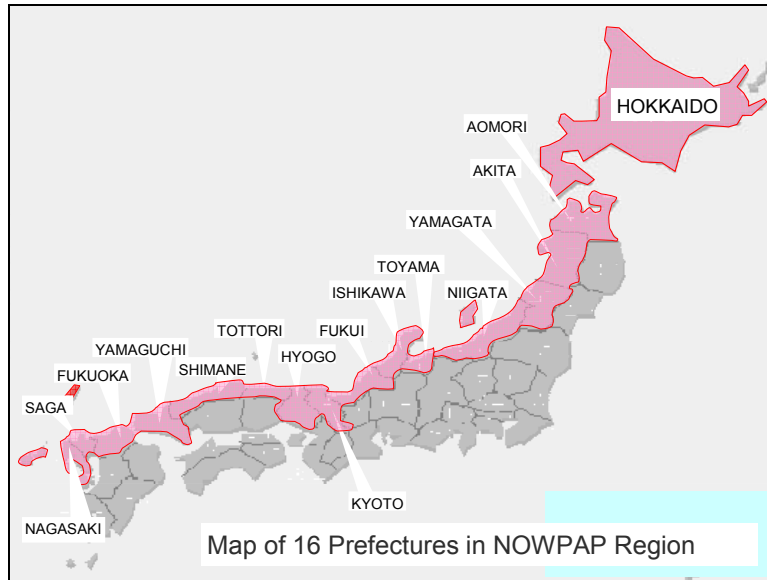 HOKKAIDO
AOMORI
AKITA
YAMAGATA
TOYAMA
ISHIKAWA
NIIGATA
TOTTORI
FUKUI
YAMAGUCHI
HYOGO
SHIMANE
FUKUOKA
SAGA
KYOTO
NAGASAKI
Map of 16 Prefectures in NOWPAP Region